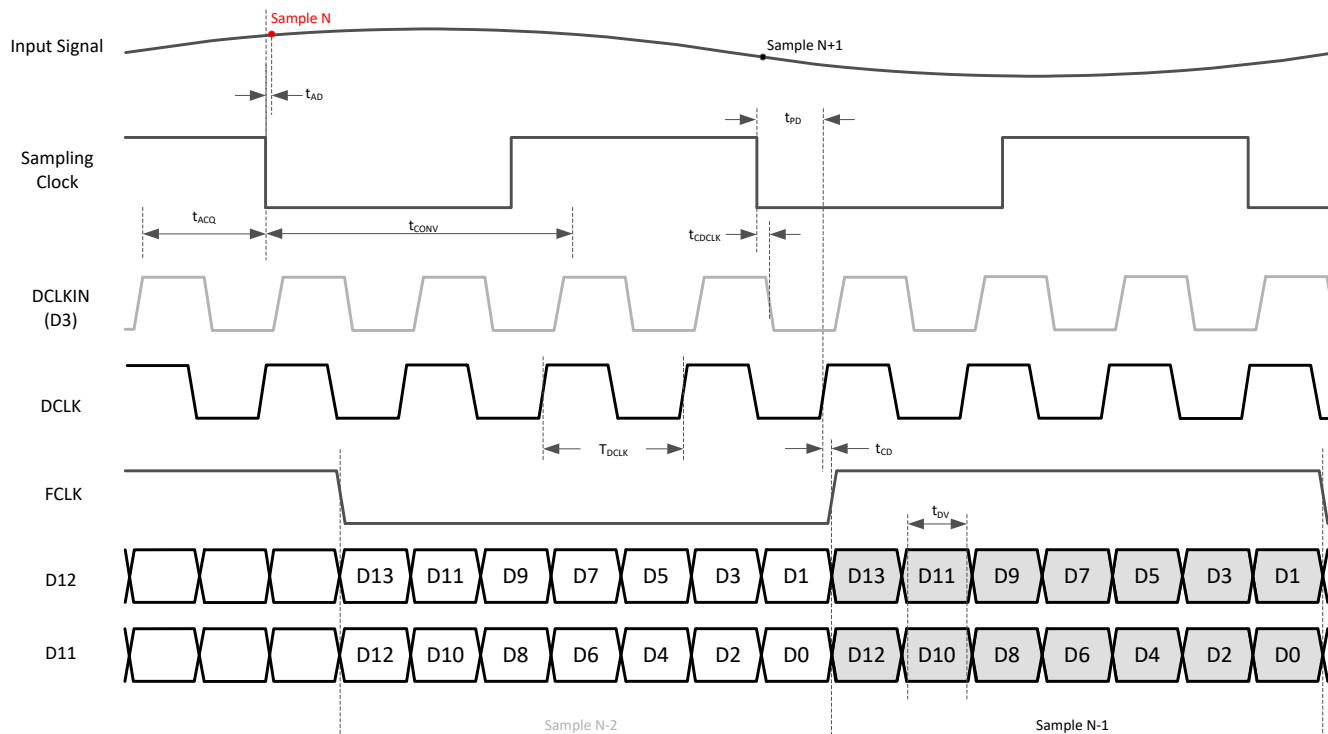 Sample N
Input Signal
Sample N+1
tAD
tPD
Sampling
Clock
tACQ
tCONV
tCDCLK
DCLKIN
(D3)
DCLK
TDCLK
tCD
FCLK
tDV
D12
D13 D11 D9 D7 D5 D3 D1 D13 D11 D9 D7 D5 D3 D1
D11
D12 D10 D8 D6 D4 D2 D0 D12 D10 D8 D6 D4 D2 D0
Sample N-2
Sample N-1